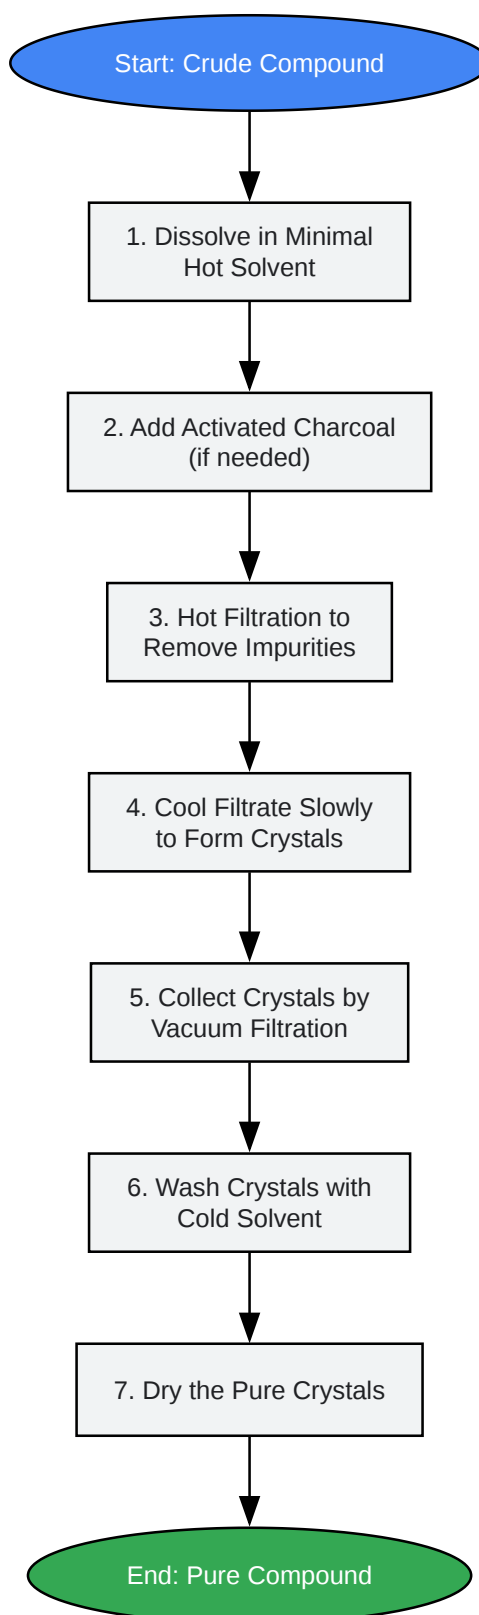 Start: Crude Compound
1. Dissolve in Minimal
Hot Solvent
2. Add Activated Charcoal
(if needed)
3. Hot Filtration to
Remove Impurities
4. Cool Filtrate Slowly
to Form Crystals
5. Collect Crystals by
Vacuum Filtration
6. Wash Crystals with
Cold Solvent
7. Dry the Pure Crystals
End: Pure Compound